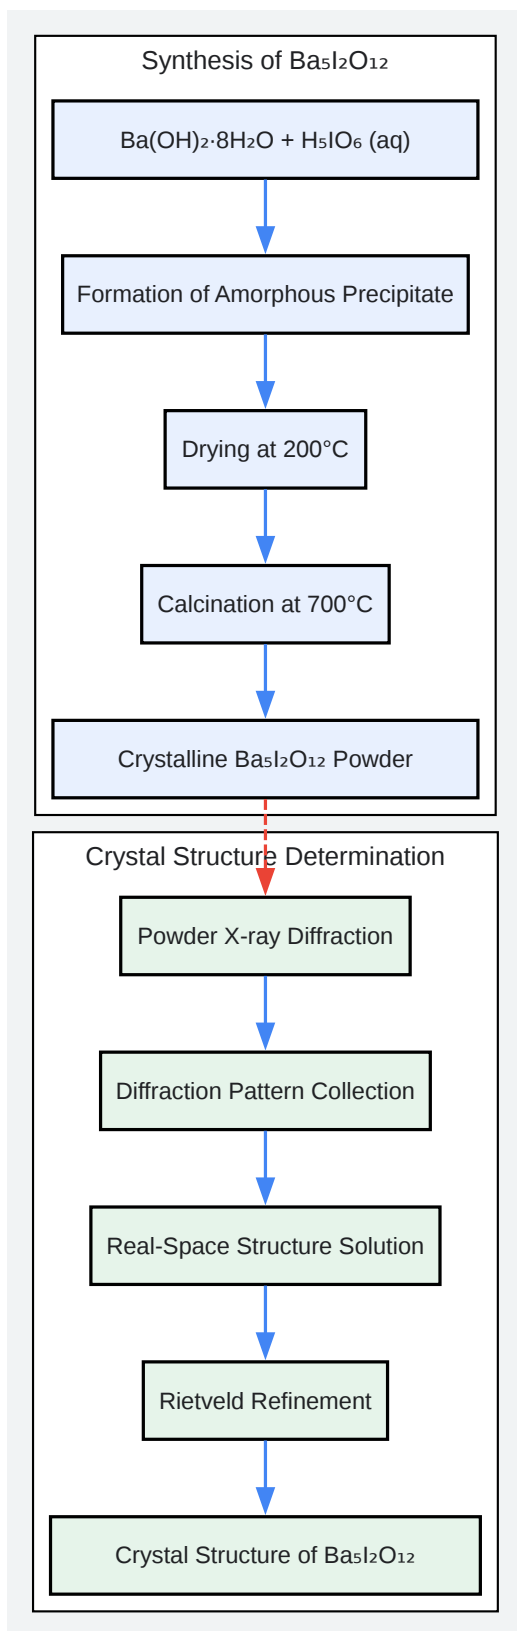 Synthesis of Ba₅I₂O₁₂
Ba(OH)₂·8H₂O + H₅IO₆ (aq)
Formation of Amorphous Precipitate
Drying at 200°C
Calcination at 700°C
Crystalline Ba₅I₂O₁₂ Powder
Crystal Structure Determination
Powder X-ray Diffraction
Diffraction Pattern Collection
Real-Space Structure Solution
Rietveld Refinement
Crystal Structure of Ba₅I₂O₁₂